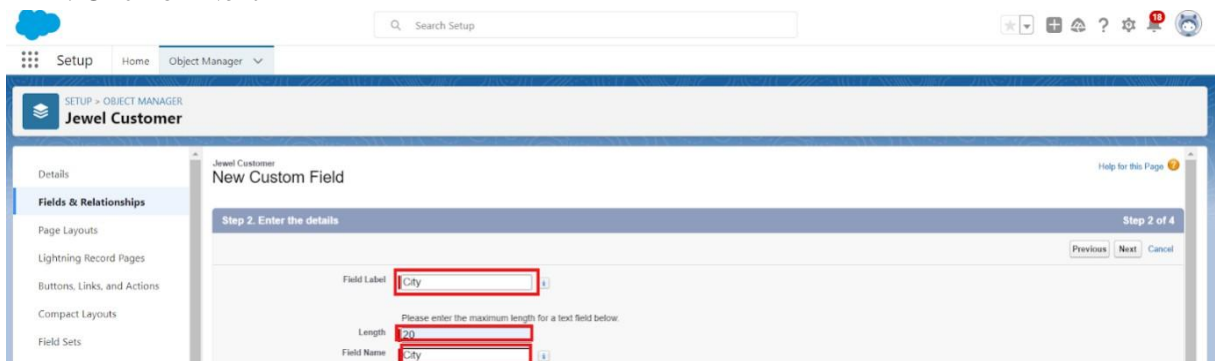 Search Setup
18
Setup
Home
Object Manager
SETUP > OBJECT MANAGER
Jewel Customer
Details
Fields & Relationships
Page Layouts
Lightning Record Pages
Buttons, Links, and Actions
Compact Layouts
Field Sets
Jewel Customer
New Custom Field
Help for this Page
Step 2. Enter the details
Step 2 of 4
Previous Next Cancel
Field Label City
Please enter the maximum length for a text field below.
Length 20
Field Name City